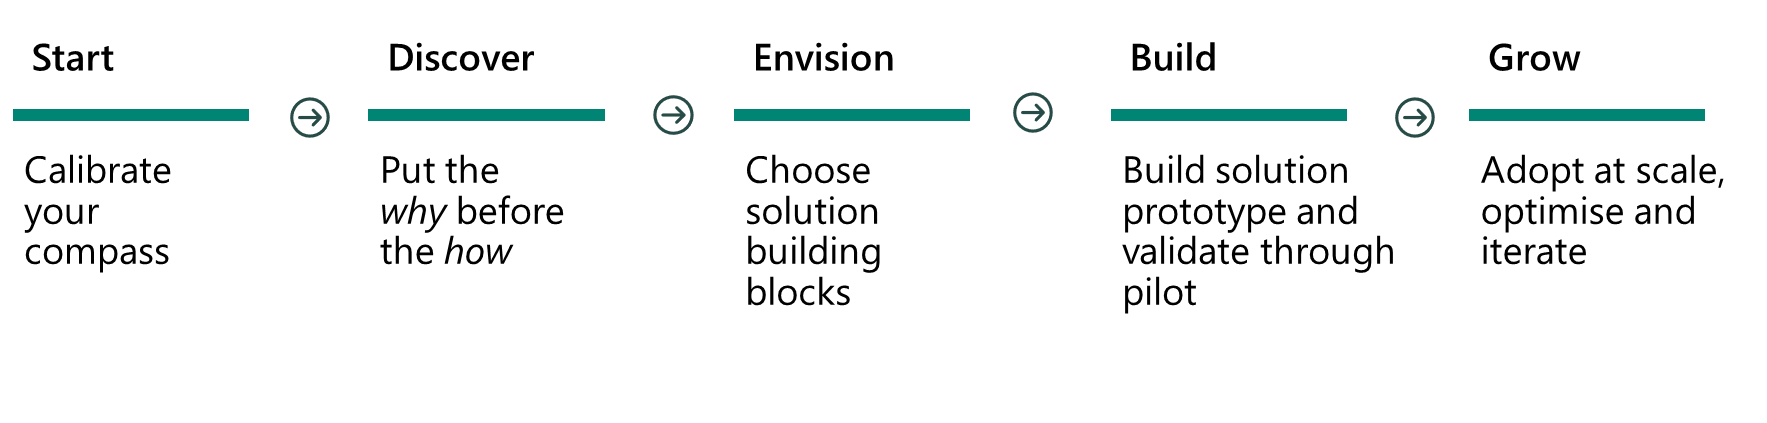 Start
Calibrate
your
compass
Discover
Put the
why before
the how
Envision
Choose
solution
building
blocks
Build
Build solution
prototype and
validate through
pilot
Grow
Adopt at scale,
optimise and
iterate